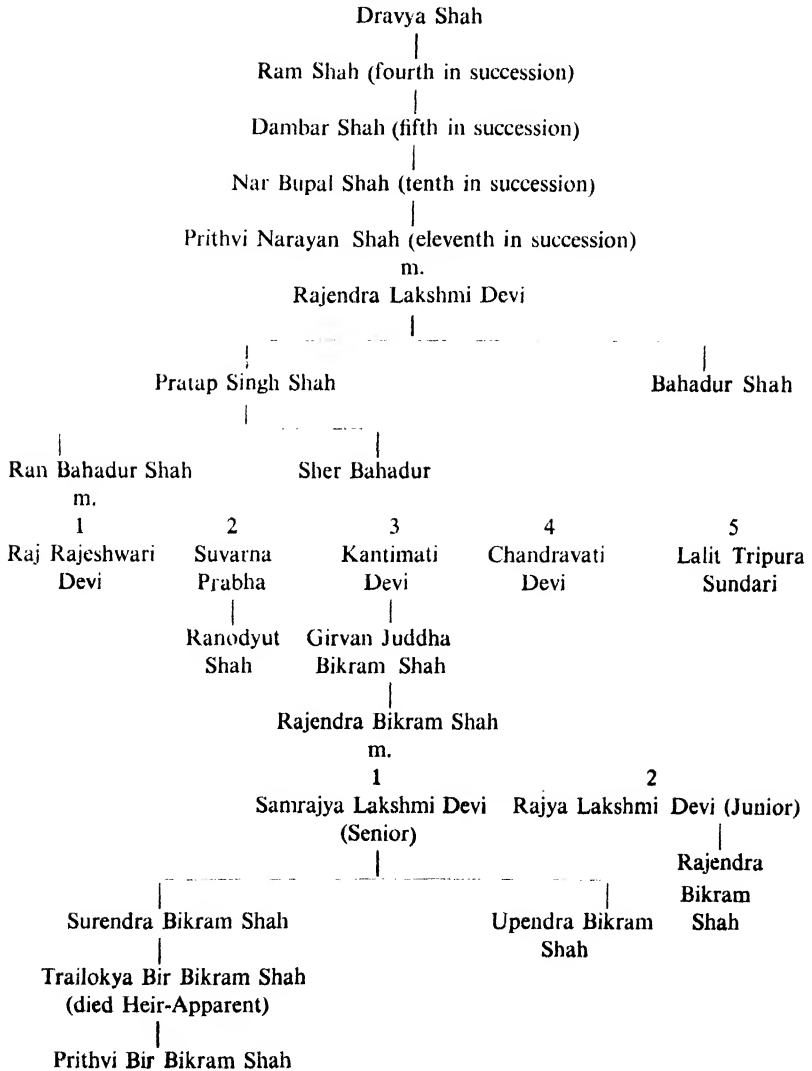 Dravya Shah
Ram Shah (fourth in succession)
Dambar Shah (fifth in succession)
Nar Bupal Shah (tenth in succession)
Prithvi Narayan Shah (eleventh in succession)
m.
Rajendra Lakshmi Devi
Pratap Singh Shah Bahadur Shah
Ran Bahadur Shah Sher Bahadur
m.
1 2 3 4 5
Raj Rajeshwari Suvarna Kantimati Chandravati Lalit Tripura
Devi Prabha Devi Devi Sundari
Ranodyut Girvan Juddha
Shah Bikram Shah
Rajendra Bikram Shah
m.
1 2
Samrajya Lakshmi Devi Rajya Lakshmi Devi (Junior)
(Senior)
Rajendra
Bikram
Surendra Bikram Shah Upendra Bikram Shah
Shah
Trailokya Bir Bikram Shah
(died Heir-Apparent)
Prithvi Bir Bikram Shah